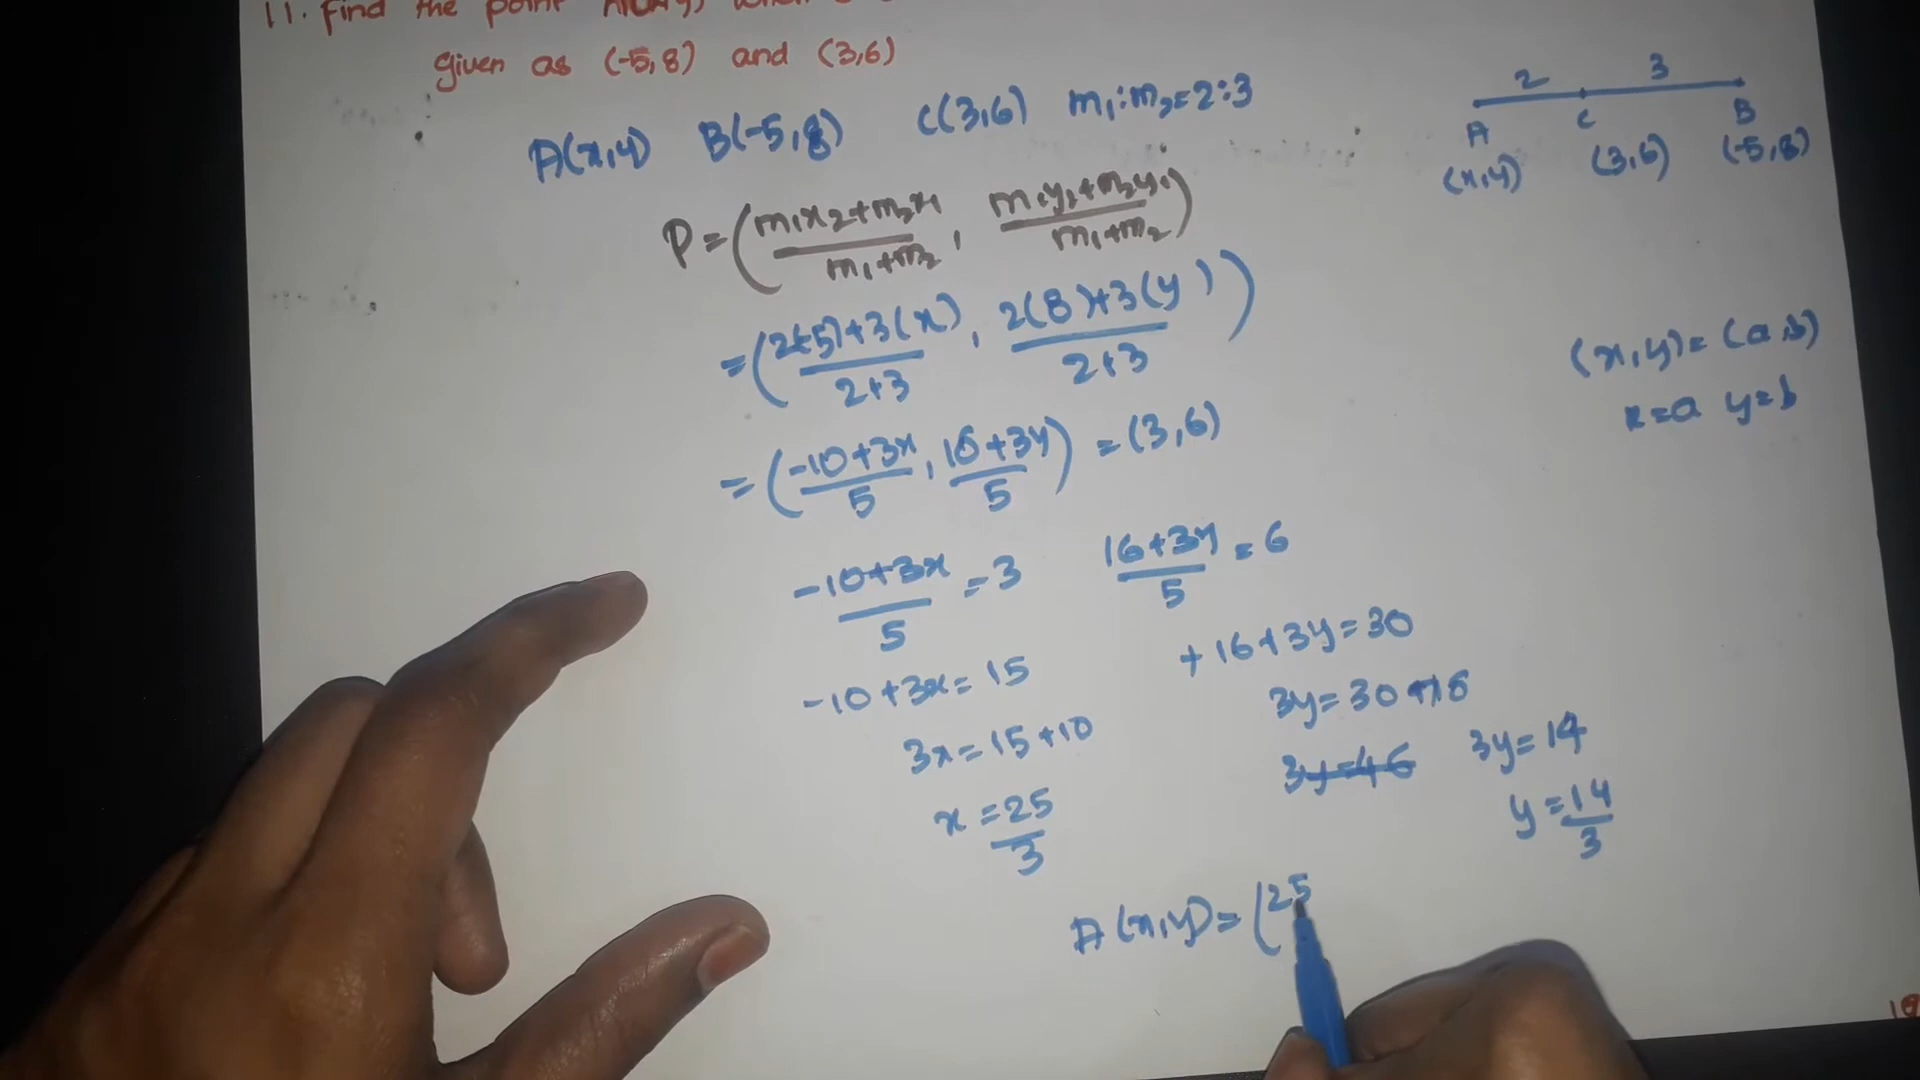 11. Find the point
given as (-5,8) and (3,6)
A(x,y) B(-5,8) C(3,6) m₁:m₂=2:3
2 3
A C B
(x,y) (3,6) (-5,8)
P=(m₁x₂+m₂x₁/m₁+m₂, m₁y₂+m₂y₁/m₁+m₂)
=(2(-5)+3(x)/2+3, 2(8)+3(y)/2+3)
(x,y)=(a,b)
x=a y=b
=(-10+3x/5, 16+3y/5)=(3,6)
-10+3x/5=3 16+3y/5=6
-10+3x=15 +16+3y=30
3x=15+10 3y=30-16
3y=46 3y=14
x=25/3 y=14/3
A(x,y)=(25